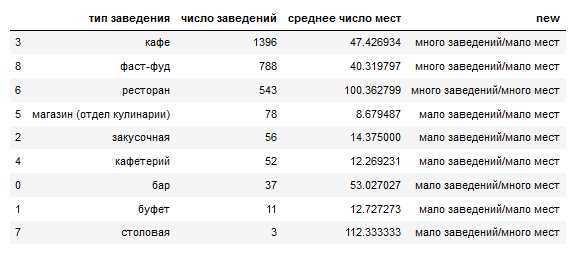 тип заведения число заведений среднее число мест new
3 кафе 1396 47.426934 много заведений/мало мест
8 фаст-фуд 788 40.319797 много заведений/мало мест
6 ресторан 543 100.362799 много заведений/много мест
5 магазин (отдел кулинарии) 78 8.679487 мало заведений/мало мест
2 закусочная 56 14.375000 мало заведений/мало мест
4 кафетерий 52 12.269231 мало заведений/мало мест
0 бар 37 53.027027 мало заведений/много мест
1 буфет 11 12.727273 мало заведений/мало мест
7 столовая 3 112.333333 мало заведений/много мест